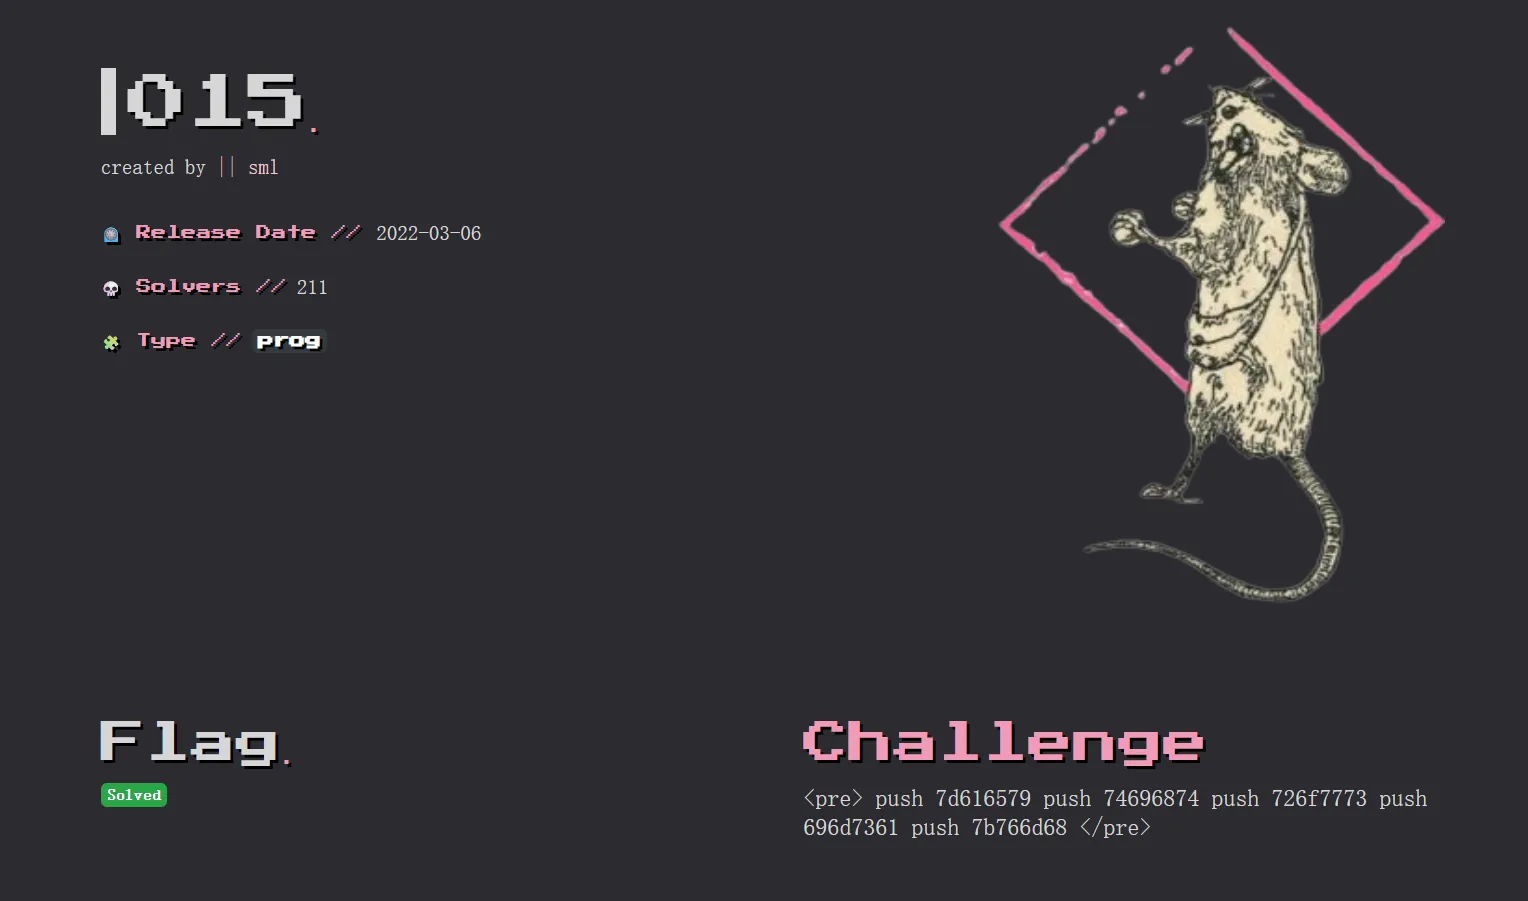 015.
created by || sml
Release Date // 2022-03-06
Solvers // 211
Type // prog
Flag.
Solved
Challenge
<pre> push 7d616579 push 74696874 push 726f7773 push
696d7361 push 7b766d68 </pre>